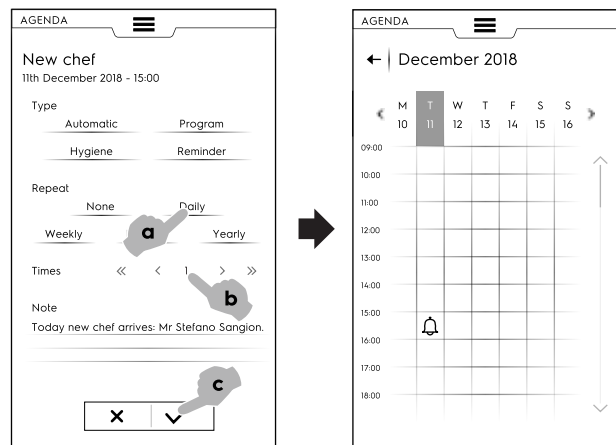 AGENDA
New chef
11th December 2018 - 15:00
Type
Automatic Program
Hygiene Reminder
Repeat
None Daily
Weekly Yearly
a
Times « < 1 > »
b
Note
Today new chef arrives: Mr Stefano Sangion.
c
AGENDA
December 2018
M T W T F S S
10 11 12 13 14 15 16
09:00
10:00
11:00
12:00
13:00
14:00
15:00
16:00
17:00
18:00